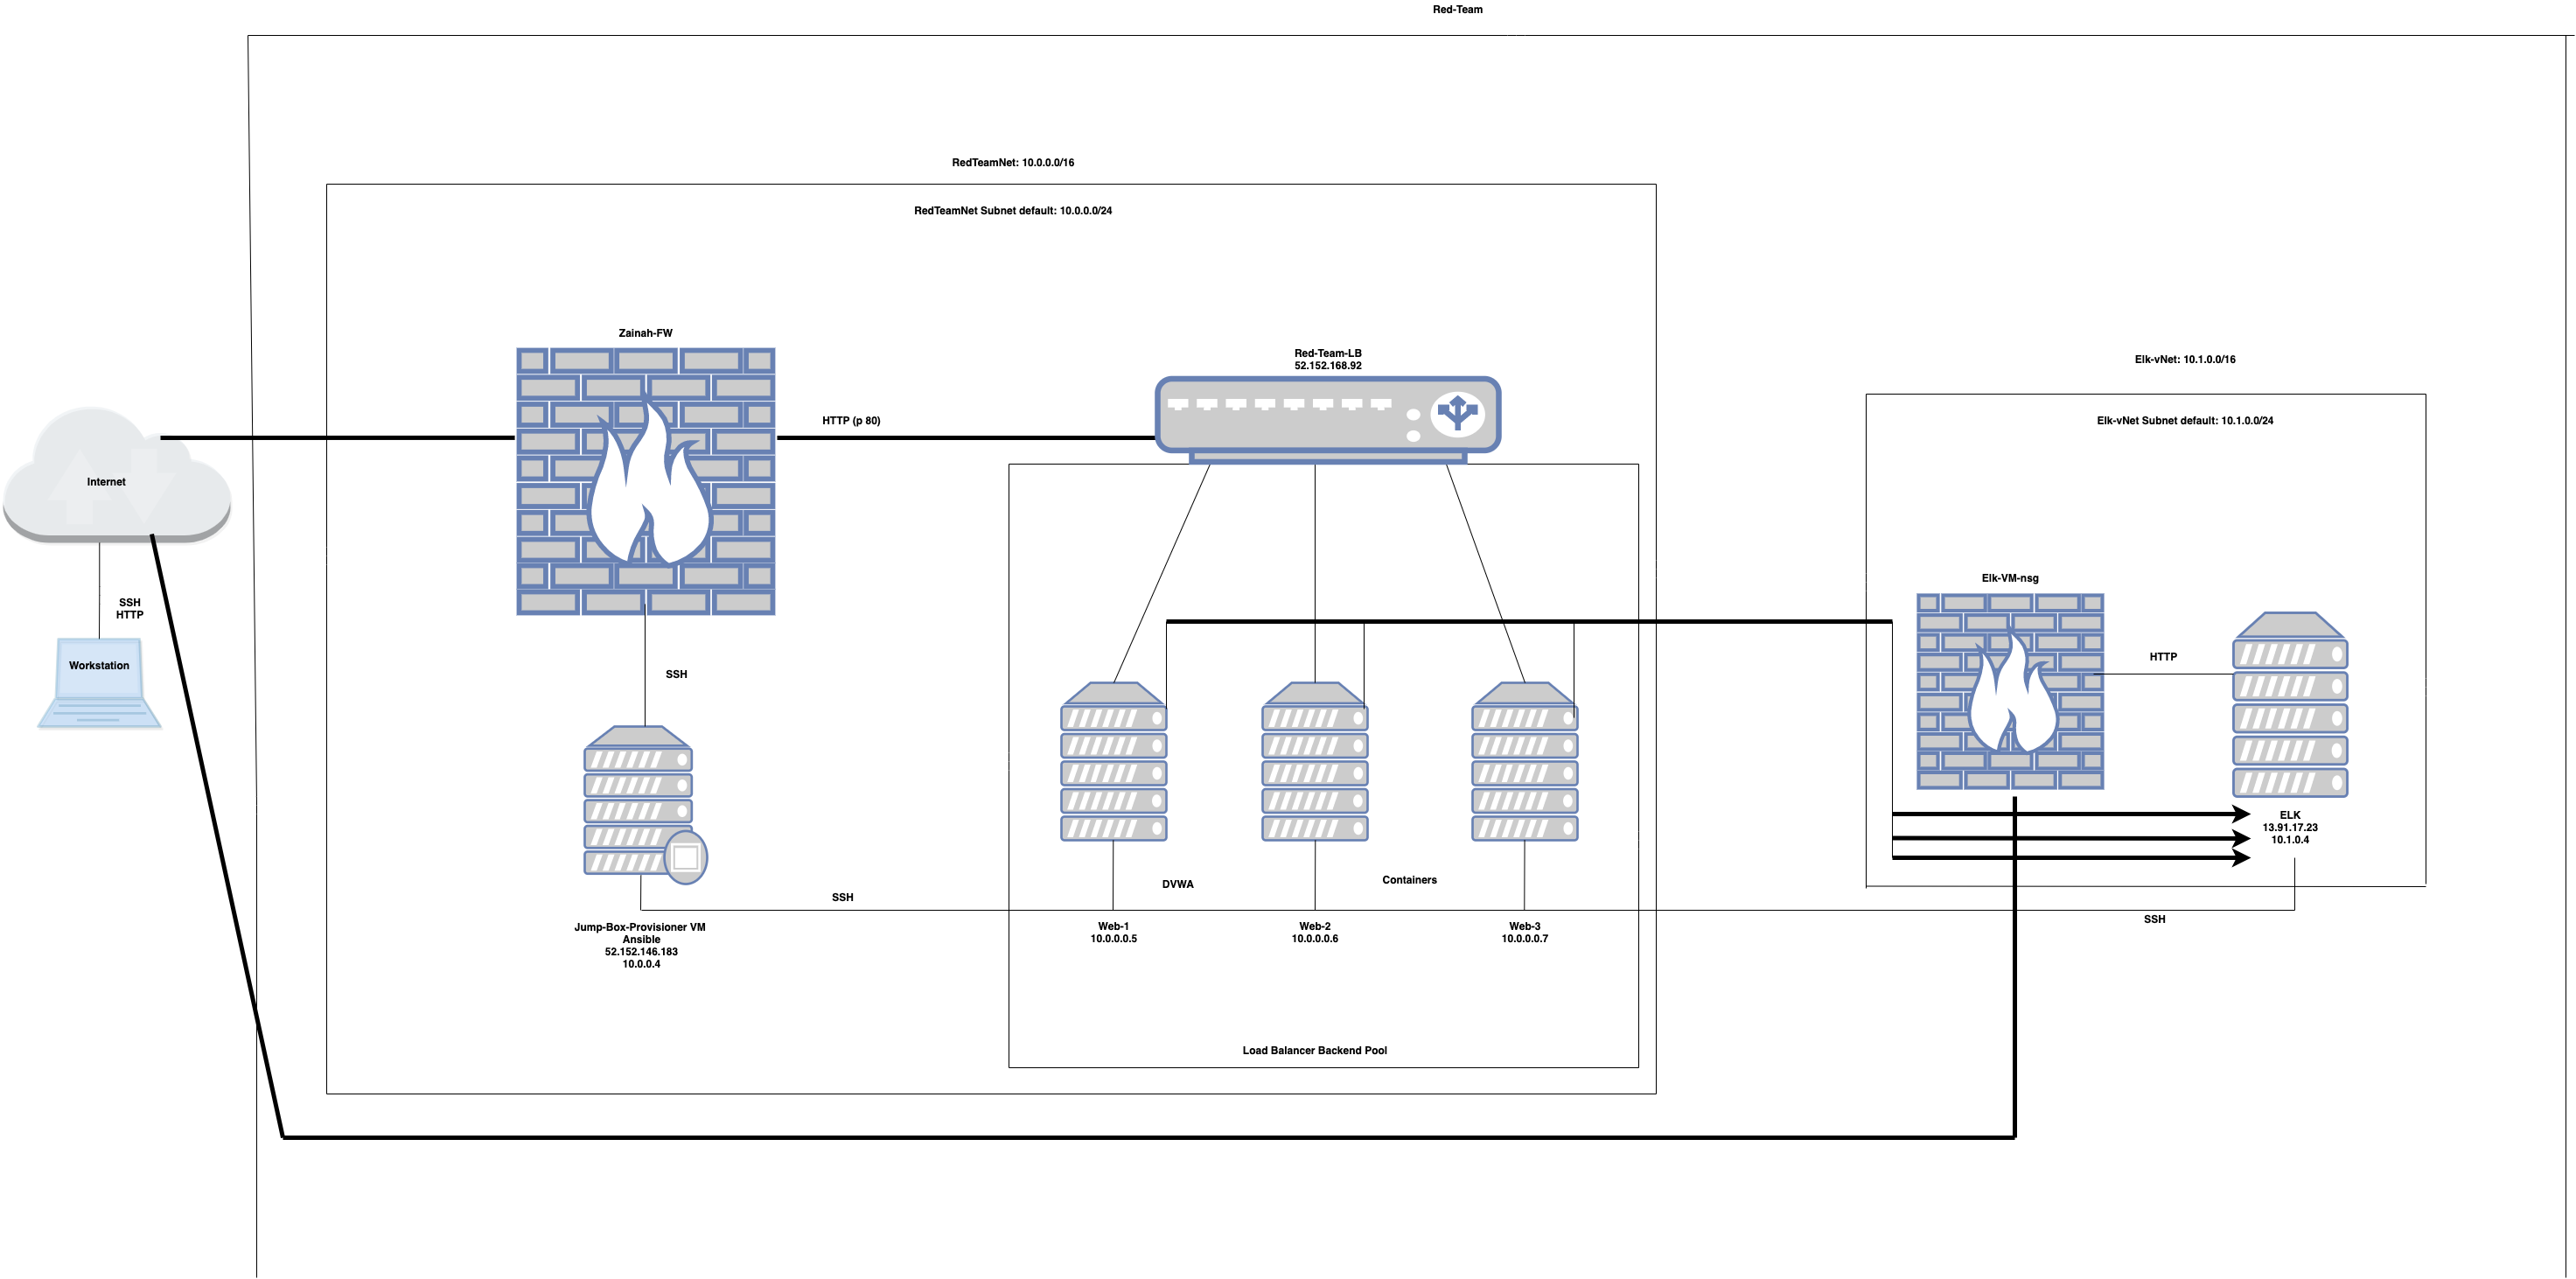 Red-Team
RedTeamNet: 10.0.0.0/16
RedTeamNet Subnet default: 10.0.0.0/24
Zainah-FW
Red-Team-LB
52.152.168.92
Elk-vNet: 10.1.0.0/16
HTTP (p 80)
Elk-vNet Subnet default: 10.1.0.0/24
Internet
Elk-VM-nsg
SSH
HTTP
Workstation
SSH
HTTP
ELK
13.91.17.23
10.1.0.4
DVWA
Containers
SSH
SSH
Jump-Box-Provisioner VM
Ansible
52.152.146.183
10.0.0.4
Web-1
10.0.0.0.5
Web-2
10.0.0.0.6
Web-3
10.0.0.0.7
Load Balancer Backend Pool